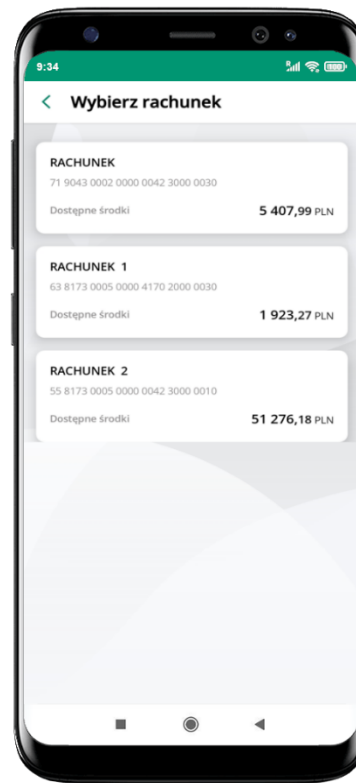 9:34
R
Wybierz rachunek
RACHUNEK
71 9043 0002 0000 0042 3000 0030
Dostępne środki 5 407,99 PLN
RACHUNEK 1
63 8173 0005 0000 4170 2000 0030
Dostępne środki 1 923,27 PLN
RACHUNEK 2
55 8173 0005 0000 0042 3000 0010
Dostępne środki 51 276,18 PLN